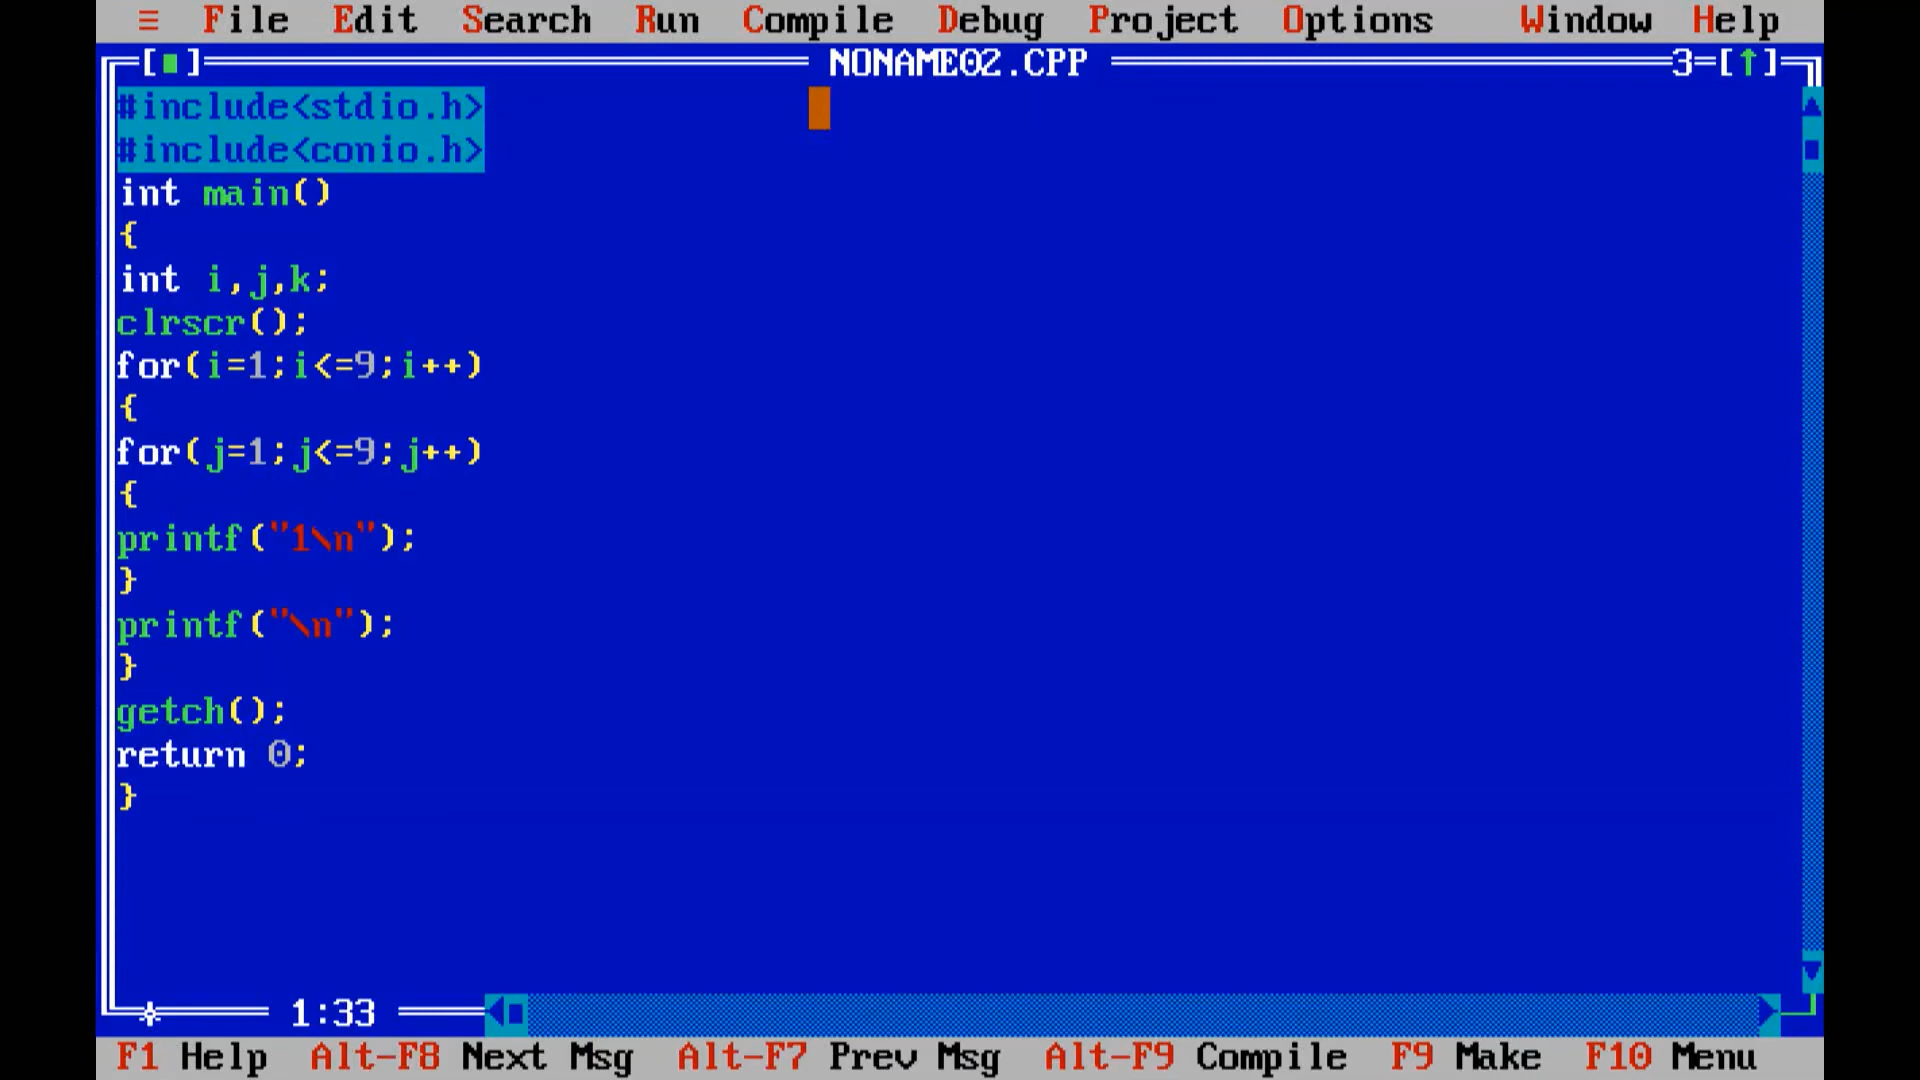 ≡ File Edit Search Run Compile Debug Project Options Window Help
[■] NONAME02.CPP 3=[↑]
#include<stdio.h>
#include<conio.h>
int main()
{
int i,j,k;
clrscr();
for(i=1;i<=9;i++)
{
for(j=1;j<=9;j++)
{
printf("1\n");
}
printf("\n");
}
getch();
return 0;
}
1:33
F1 Help Alt-F8 Next Msg Alt-F7 Prev Msg Alt-F9 Compile F9 Make F10 Menu